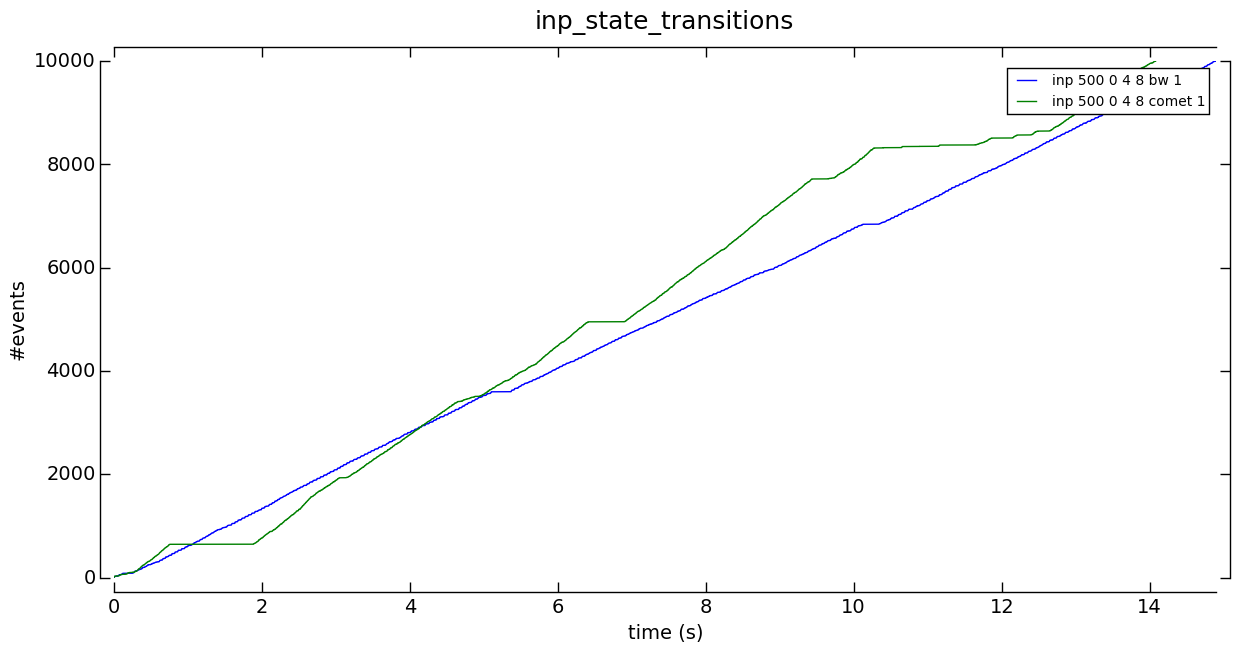 inp_state_transitions
10000
8000
6000
4000
2000
0
#events
inp 500 0 4 8 bw 1
inp 500 0 4 8 comet 1
0 2 4 6 8 10 12 14
time (s)